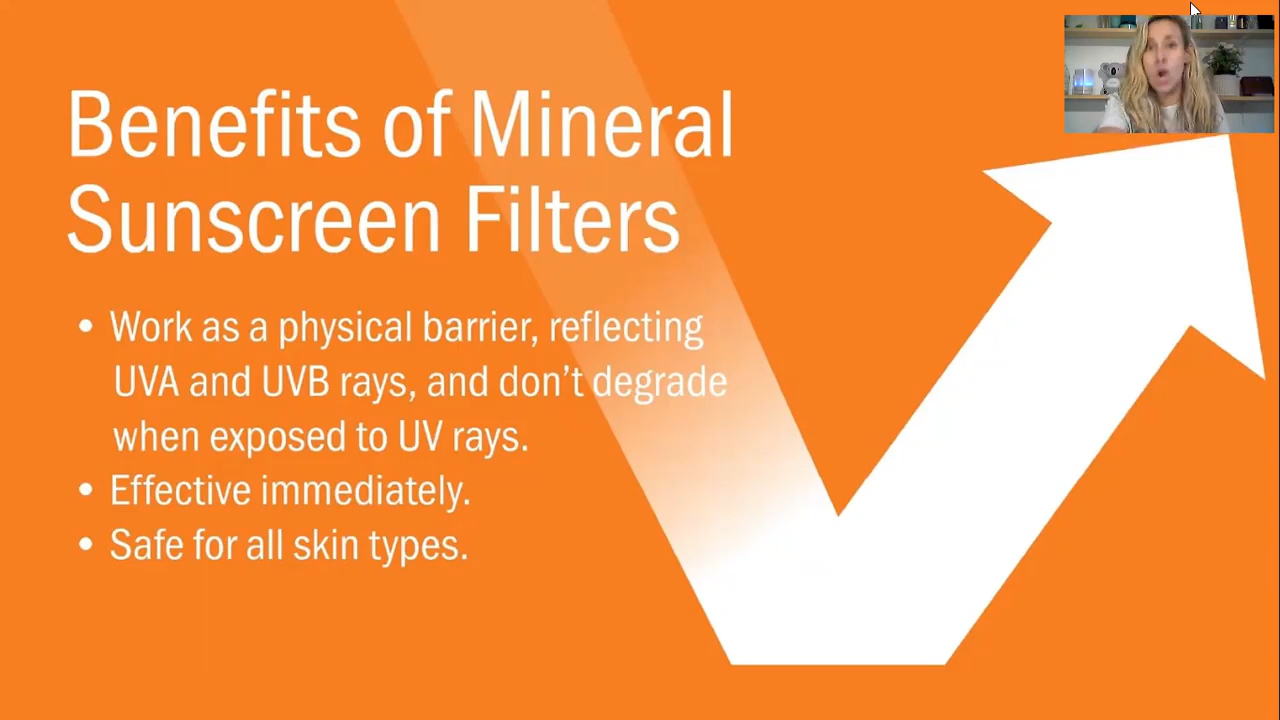 Benefits of Mineral
Sunscreen Filters
• Work as a physical barrier, reflecting
UVA and UVB rays, and don’t degrade
when exposed to UV rays.
• Effective immediately.
• Safe for all skin types.